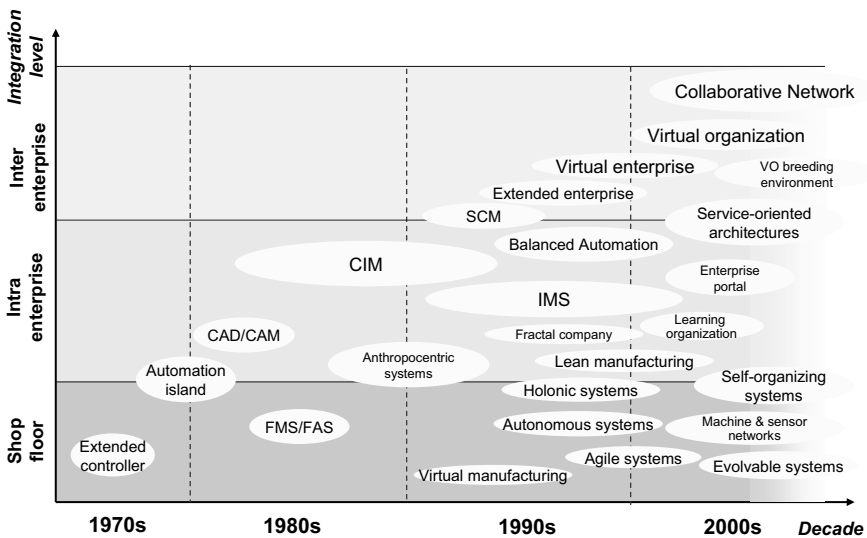 Integration
level
Inter
enterprise
Intra
enterprise
Shop
floor
Collaborative Network
Virtual organization
Virtual enterprise
VO breeding
environment
Extended enterprise
SCM
Service-oriented
architectures
Balanced Automation
CIM
Enterprise
portal
IMS
CAD/CAM
Fractal company
Learning
organization
Anthropocentric
systems
Lean manufacturing
Automation
island
Holonic systems
Self-organizing
systems
FMS/FAS
Autonomous systems
Machine & sensor
networks
Extended
controller
Agile systems
Evolvable systems
Virtual manufacturing
1970s
1980s
1990s
2000s
Decade